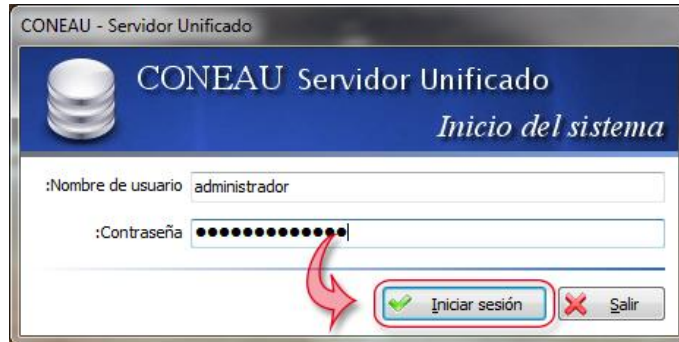 CONEAU - Servidor Unificado
CONEAU Servidor Unificado
Inicio del sistema
:Nombre de usuario administrador
:Contraseña ●●●●●●●●●●●●●
Iniciar sesión Salir